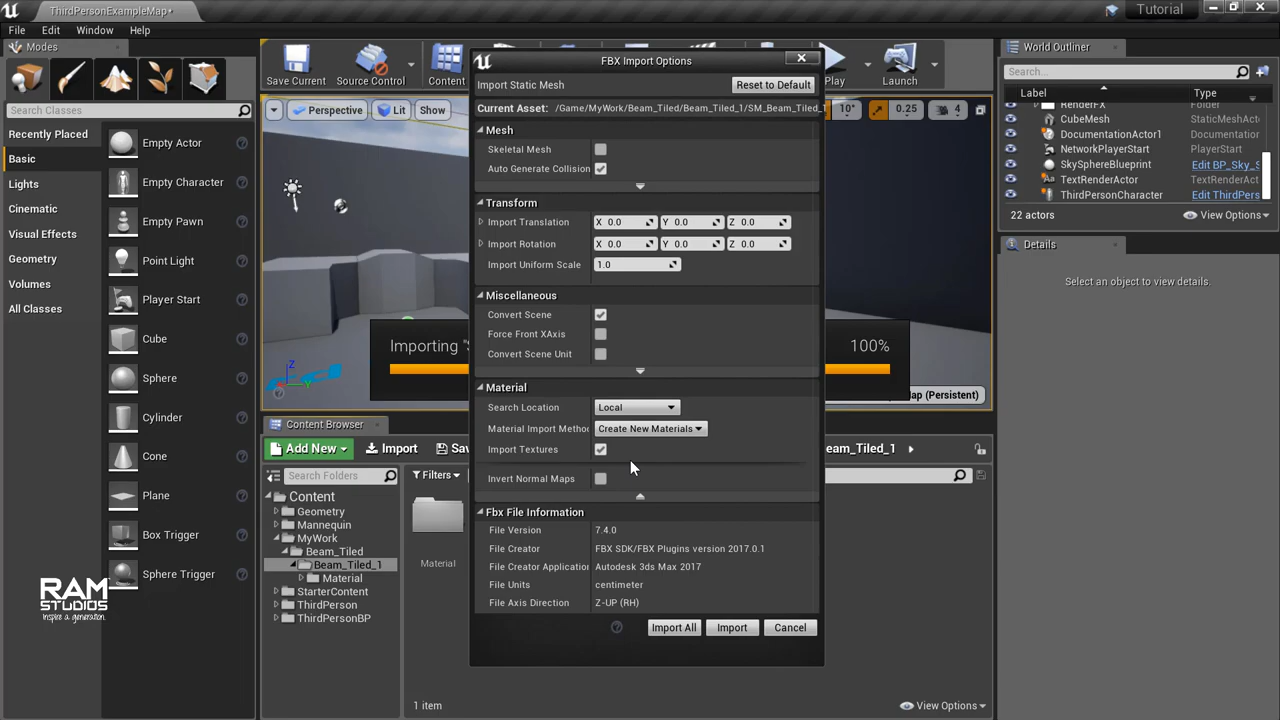 ThirdPersonExampleMap*
Tutorial
File Edit Window Help
Modes
Search Classes
Recently Placed
Basic
Lights
Cinematic
Visual Effects
Geometry
Volumes
All Classes
Empty Actor
Empty Character
Empty Pawn
Point Light
Player Start
Cube
Sphere
Cylinder
Cone
Plane
Box Trigger
Sphere Trigger
RAM
STUDIOS
Inspire a generation
Save Current
Source Control
Content
Play
Launch
Perspective
Lit
Show
10°
0.25
4
Importing "S
100%
ap (Persistent)
FBX Import Options
Import Static Mesh
Reset to Default
Current Asset: /Game/MyWork/Beam_Tiled/Beam_Tiled_1/SM_Beam_Tiled_1
Mesh
Skeletal Mesh
Auto Generate Collision
Transform
Import Translation X 0.0 Y 0.0 Z 0.0
Import Rotation X 0.0 Y 0.0 Z 0.0
Import Uniform Scale 1.0
Miscellaneous
Convert Scene
Force Front XAxis
Convert Scene Unit
Material
Search Location Local
Material Import Metho Create New Materials
Import Textures
Invert Normal Maps
Fbx File Information
File Version 7.4.0
File Creator FBX SDK/FBX Plugins version 2017.0.1
File Creator Application Autodesk 3ds Max 2017
File Units centimeter
File Axis Direction Z-UP (RH)
Import All
Import
Cancel
Content Browser
Add New
Import
Sav
eam_Tiled_1
Search Folders
Filters
Content
Geometry
Mannequin
MyWork
Beam_Tiled
Beam_Tiled_1
Material
StarterContent
ThirdPerson
ThirdPersonBP
Material
1 item
View Options
World Outliner
Search...
Label Type
RenderFX Folder
CubeMesh StaticMeshAct
DocumentationActor1 Documentation
NetworkPlayerStart PlayerStart
SkySphereBlueprint Edit BP_Sky_S
TextRenderActor TextRenderAct
ThirdPersonCharacter Edit ThirdPers
22 actors
View Options
Details
Select an object to view details.